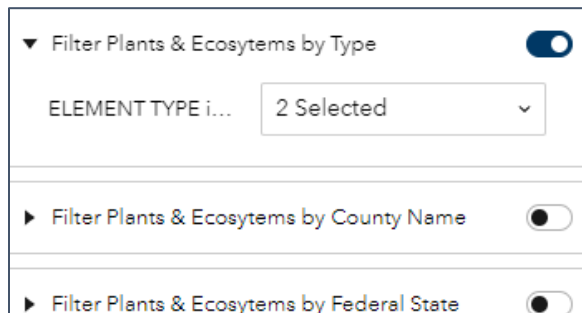 Filter Plants & Ecosytems by Type
ELEMENT TYPE i...
2 Selected
Filter Plants & Ecosytems by County Name
Filter Plants & Ecosytems by Federal State